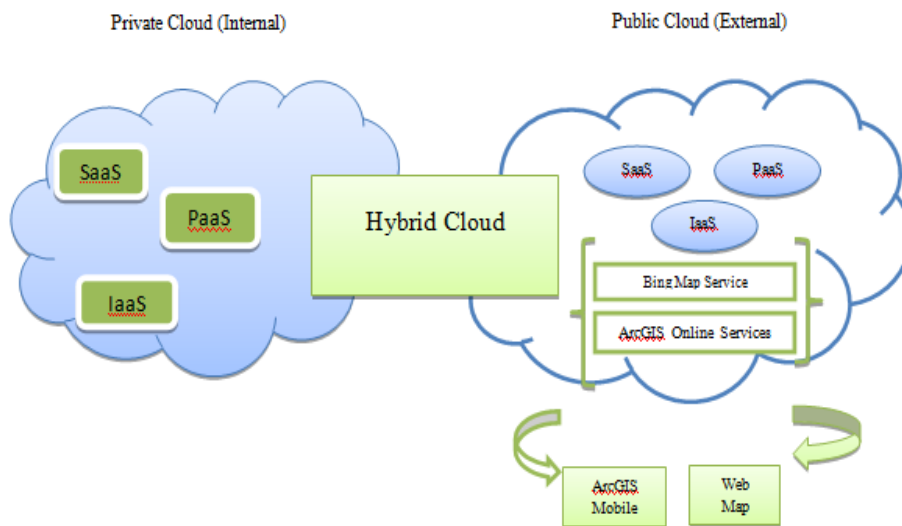 Private Cloud (Internal)
Public Cloud (External)
SaaS
PaaS
IaaS
Hybrid Cloud
SaaS
PaaS
IaaS
Bing Map Service
ArcGIS Online Services
ArcGIS
Mobile
Web
Map